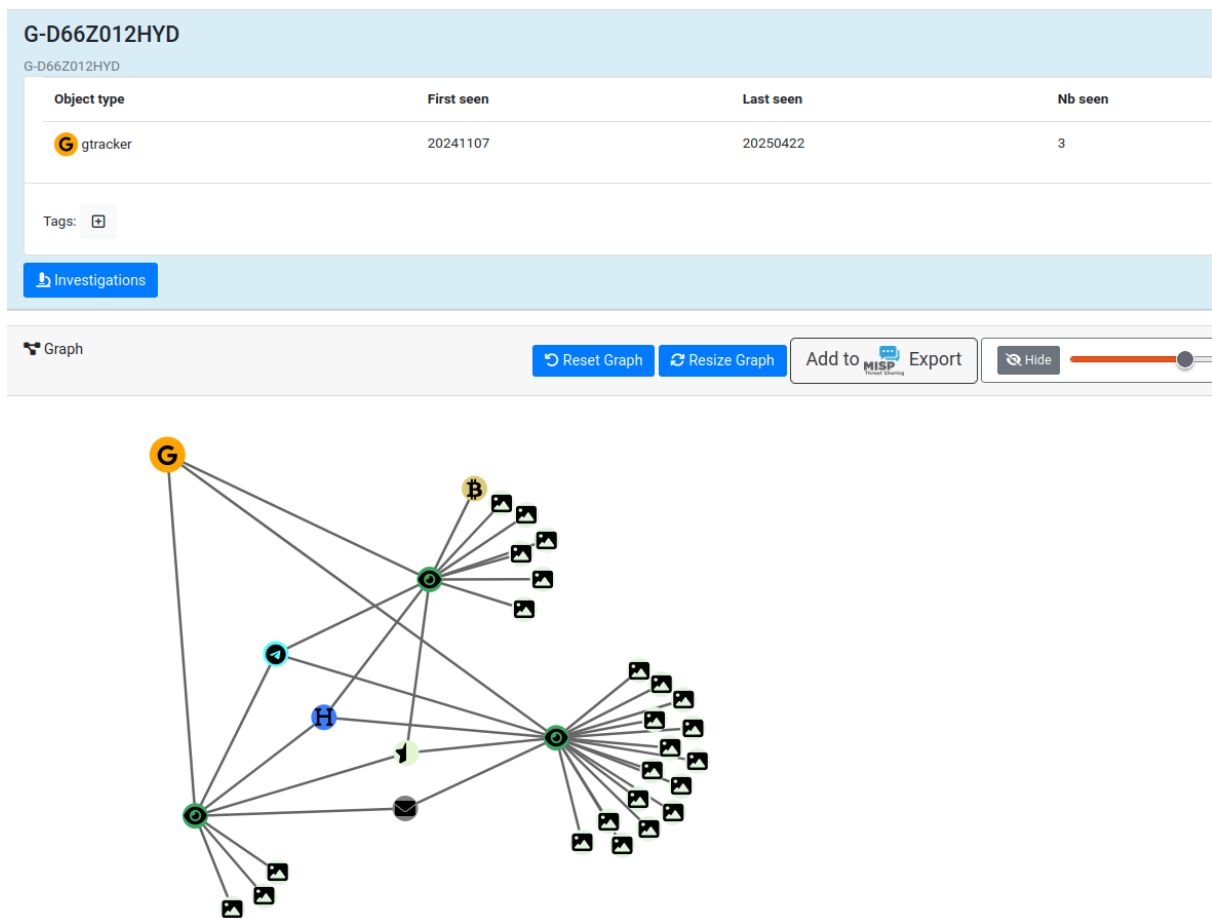 G-D66Z012HYD
G-D66Z012HYD
Object type First seen Last seen Nb seen
G gtracker 20241107 20250422 3
Tags:
Investigations
Graph
Reset Graph Resize Graph Add to MISP Threat Sharing Export Hide
G
B
H